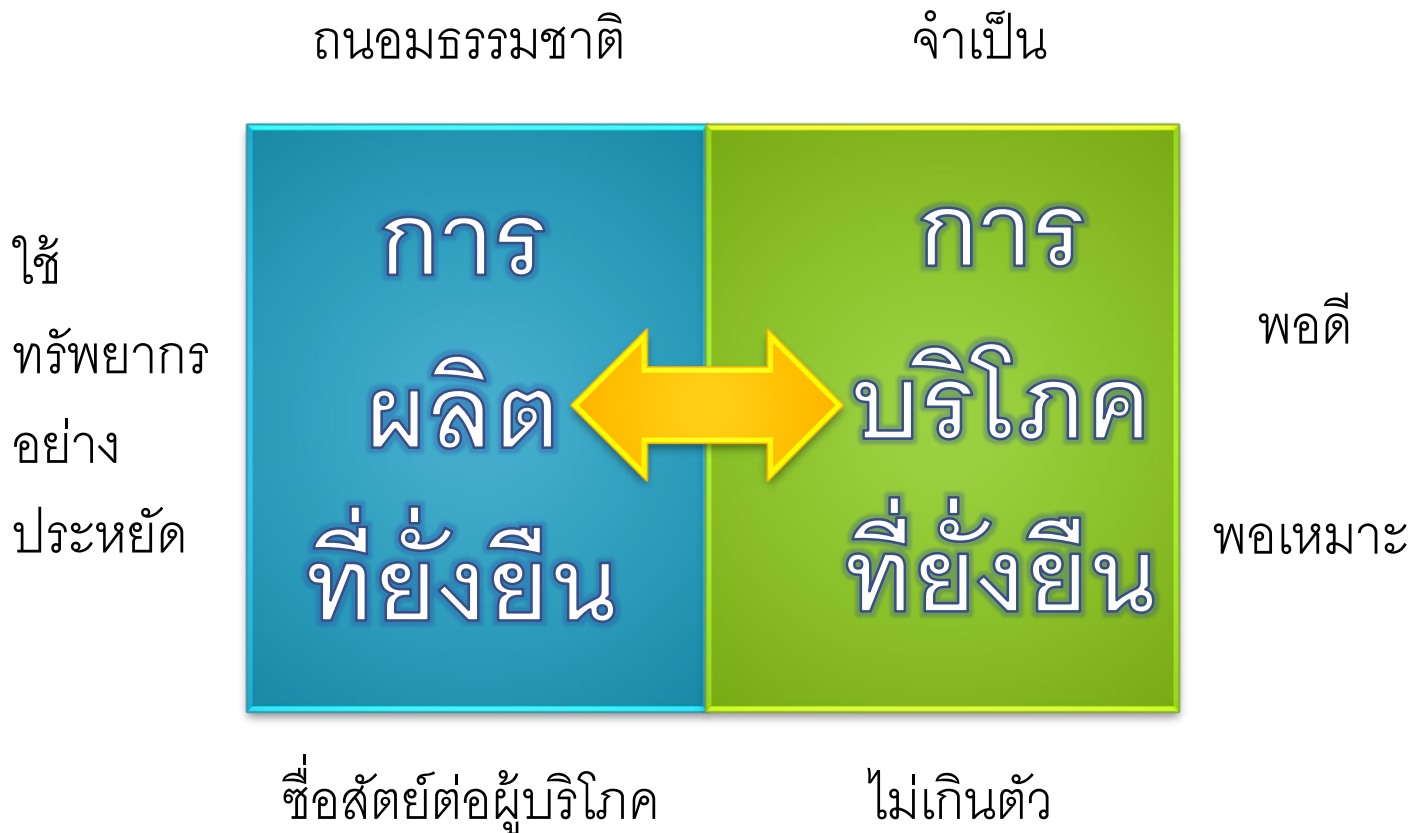 ถนอมธรรมชาติ
จำเป็น
ใช้
ทรัพยากร
อย่าง
ประหยัด
การ
ผลิต
ที่ยั่งยืน
การ
บริโภค
ที่ยั่งยืน
พอดี
พอเหมาะ
ซื่อสัตย์ต่อผู้บริโภค
ไม่เกินตัว